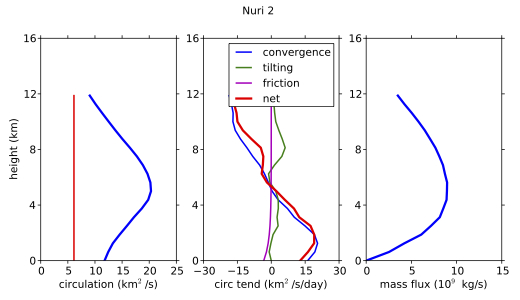 Nuri 2
16
12
8
4
0
height (km)
0 5 10 15 20 25
circulation (km² /s)
16
12
8
4
0
convergence
tilting
friction
net
−30 −15 0 15 30
circ tend (km² /s/day)
16
12
8
4
0
0 5 10 15
mass flux (10⁹ kg/s)